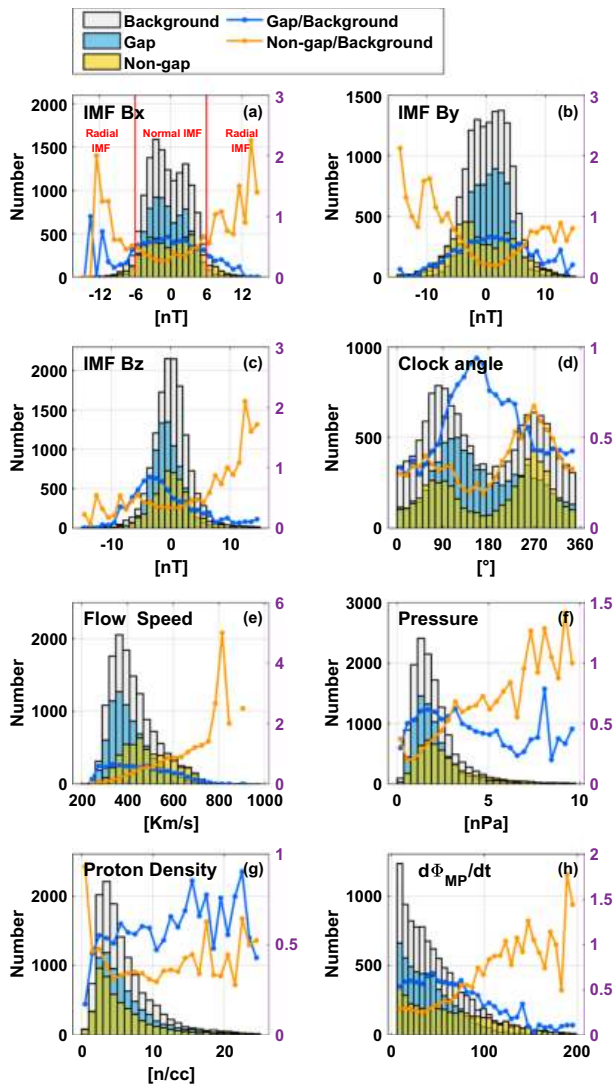 Background
Gap
Non-gap
Gap/Background
Non-gap/Background
IMF Bx
(a)
Radial IMF
Normal IMF
Radial IMF
Number
2000
1500
1000
500
0
3
2
1
0
-12 -6 0 6 12
[nT]
IMF By
(b)
Number
1500
1000
500
0
3
2
1
0
-10 0 10
[nT]
IMF Bz
(c)
Number
2000
1500
1000
500
0
3
2
1
0
-10 0 10
[nT]
Clock angle
(d)
Number
1000
500
0
1
0.5
0
0 90 180 270 360
[°]
Flow Speed
(e)
Number
2000
1000
0
6
4
2
0
200 400 600 800 1000
[Km/s]
Pressure
(f)
Number
3000
2000
1000
0
1.5
1
0.5
0
0 5 10
[nPa]
Proton Density
(g)
Number
2000
1000
0
1
0.5
0
0 10 20
[n/cc]
dΦMP/dt
(h)
Number
1000
500
0
2
1.5
1
0.5
0
0 100 200